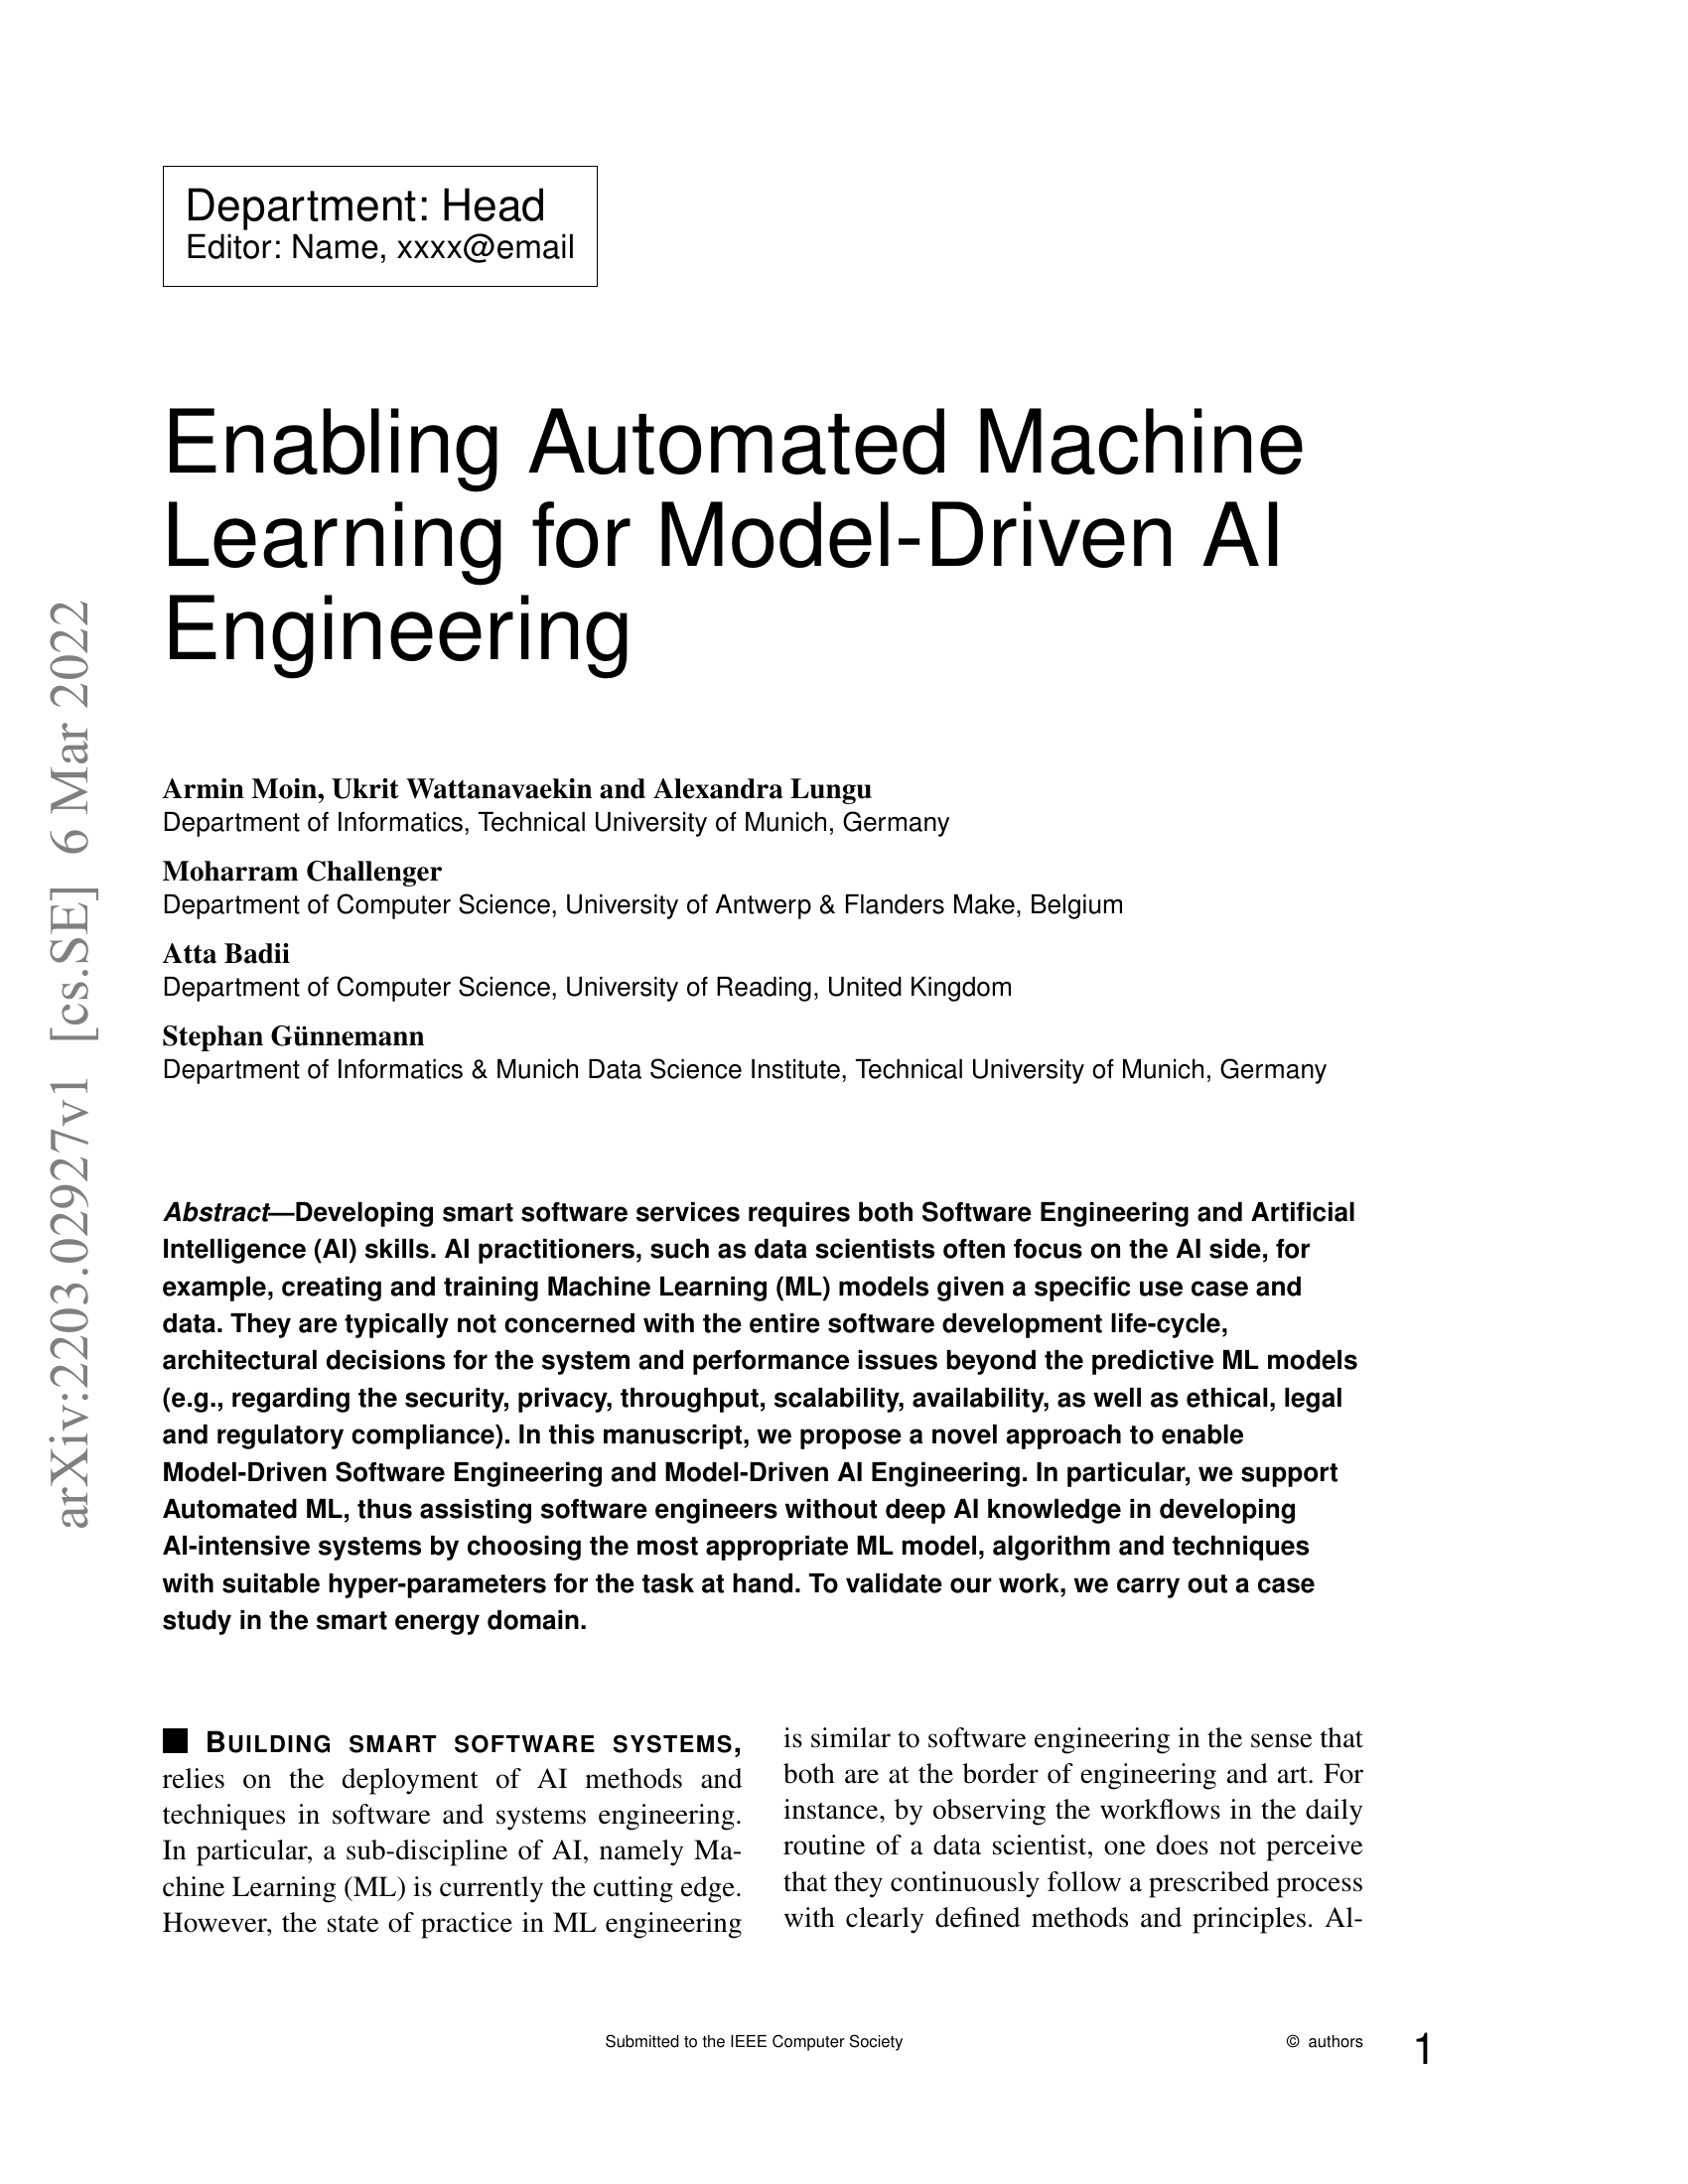 Department: Head
Editor: Name, xxxx@email
Enabling Automated Machine
Learning for Model-Driven AI
Engineering
Armin Moin, Ukrit Wattanavaekin and Alexandra Lungu
Department of Informatics, Technical University of Munich, Germany
Moharram Challenger
Department of Computer Science, University of Antwerp & Flanders Make, Belgium
Atta Badii
Department of Computer Science, University of Reading, United Kingdom
Stephan Günnemann
Department of Informatics & Munich Data Science Institute, Technical University of Munich, Germany
Abstract—Developing smart software services requires both Software Engineering and Artificial
Intelligence (AI) skills. AI practitioners, such as data scientists often focus on the AI side, for
example, creating and training Machine Learning (ML) models given a specific use case and
data. They are typically not concerned with the entire software development life-cycle,
architectural decisions for the system and performance issues beyond the predictive ML models
(e.g., regarding the security, privacy, throughput, scalability, availability, as well as ethical, legal
and regulatory compliance). In this manuscript, we propose a novel approach to enable
Model-Driven Software Engineering and Model-Driven AI Engineering. In particular, we support
Automated ML, thus assisting software engineers without deep AI knowledge in developing
AI-intensive systems by choosing the most appropriate ML model, algorithm and techniques
with suitable hyper-parameters for the task at hand. To validate our work, we carry out a case
study in the smart energy domain.
■ BUILDING SMART SOFTWARE SYSTEMS,
relies on the deployment of AI methods and
techniques in software and systems engineering.
In particular, a sub-discipline of AI, namely Ma-
chine Learning (ML) is currently the cutting edge.
However, the state of practice in ML engineering
is similar to software engineering in the sense that
both are at the border of engineering and art. For
instance, by observing the workflows in the daily
routine of a data scientist, one does not perceive
that they continuously follow a prescribed process
with clearly defined methods and principles. Al-
Submitted to the IEEE Computer Society
© authors
1
arXiv:2203.02927v1 [cs.SE] 6 Mar 2022